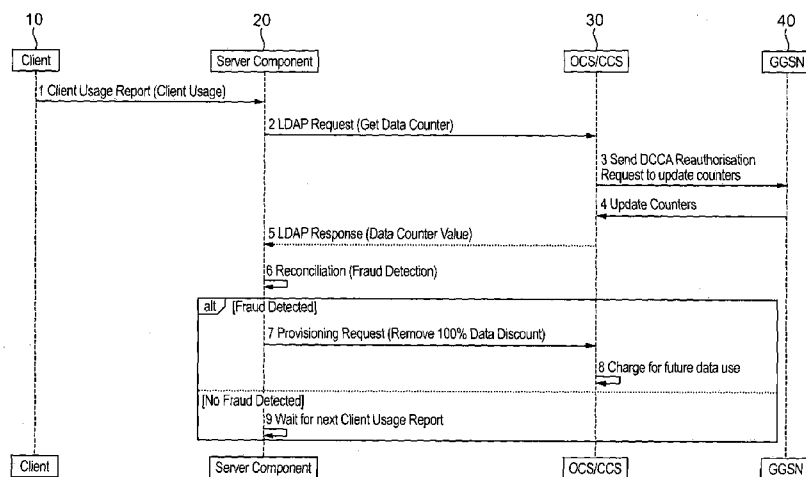 10 20 30 40
Client Server Component OCS/CCS GGSN
1 Client Usage Report (Client Usage)
2 LDAP Request (Get Data Counter)
3 Send DCCA Reauthorisation
Request to update counters
4 Update Counters
5 LDAP Response (Data Counter Value)
6 Reconciliation (Fraud Detection)
alt [Fraud Detected]
7 Provisioning Request (Remove 100% Data Discount)
8 Charge for future data use
[No Fraud Detected]
9 Wait for next Client Usage Report
Client Server Component OCS/CCS GGSN